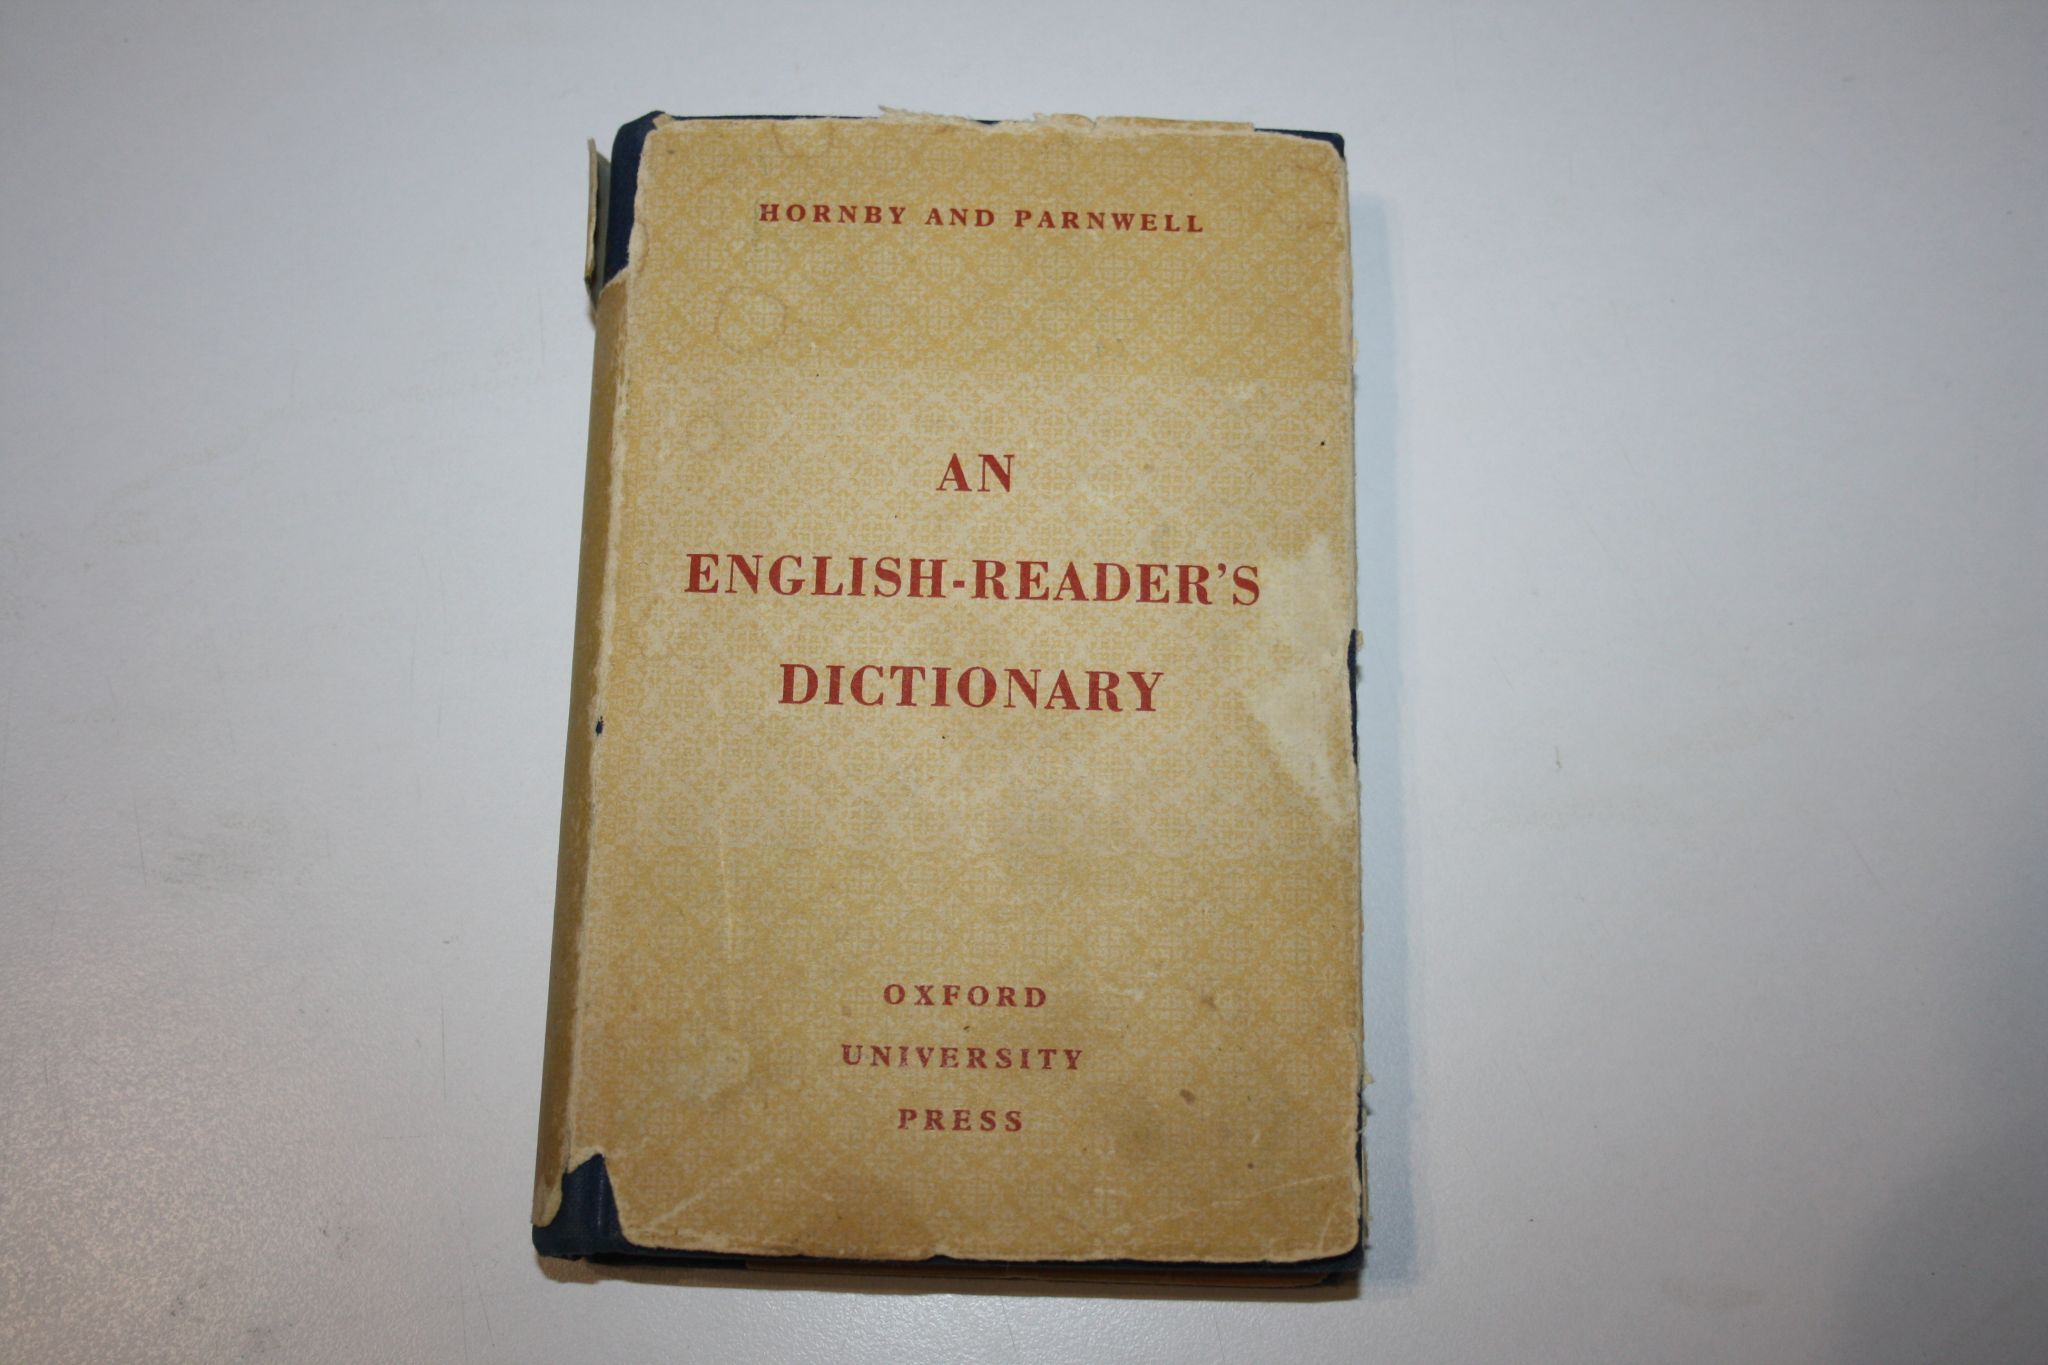 HORNBY AND PARNWELL
AN
ENGLISH-READER'S
DICTIONARY
OXFORD
UNIVERSITY
PRESS